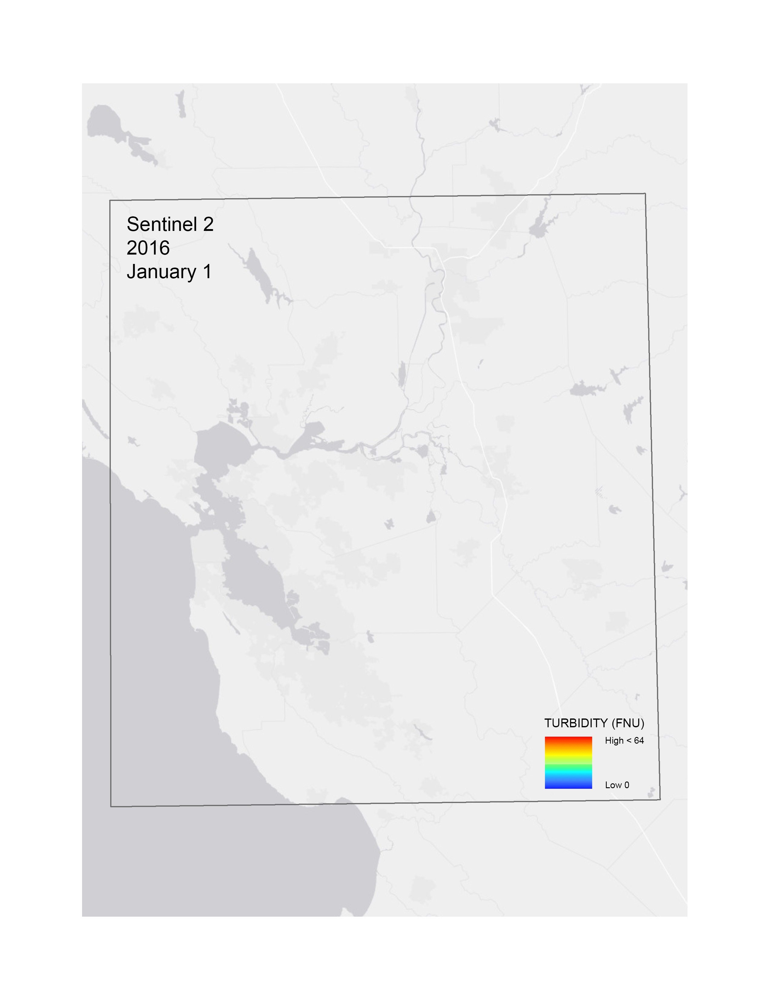 Sentinel 2
2016
January 1
TURBIDITY (FNU)
High < 64
Low 0